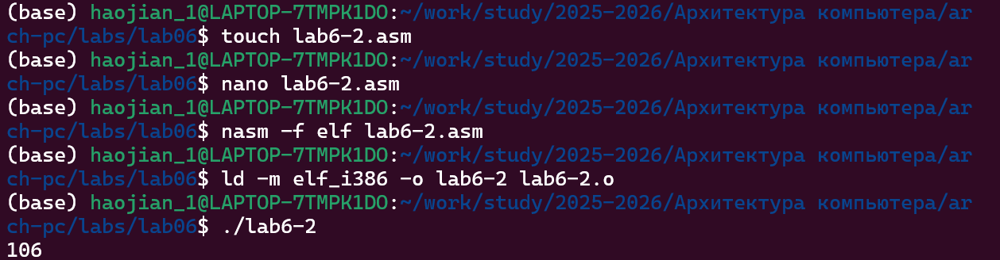 (base) haojian_1@LAPTOP-7TMPK1DO:~/work/study/2025-2026/Архитектура компьютера/ar
ch-pc/labs/lab06$ touch lab6-2.asm
(base) haojian_1@LAPTOP-7TMPK1DO:~/work/study/2025-2026/Архитектура компьютера/ar
ch-pc/labs/lab06$ nano lab6-2.asm
(base) haojian_1@LAPTOP-7TMPK1DO:~/work/study/2025-2026/Архитектура компьютера/ar
ch-pc/labs/lab06$ nasm -f elf lab6-2.asm
(base) haojian_1@LAPTOP-7TMPK1DO:~/work/study/2025-2026/Архитектура компьютера/ar
ch-pc/labs/lab06$ ld -m elf_i386 -o lab6-2 lab6-2.o
(base) haojian_1@LAPTOP-7TMPK1DO:~/work/study/2025-2026/Архитектура компьютера/ar
ch-pc/labs/lab06$ ./lab6-2
106